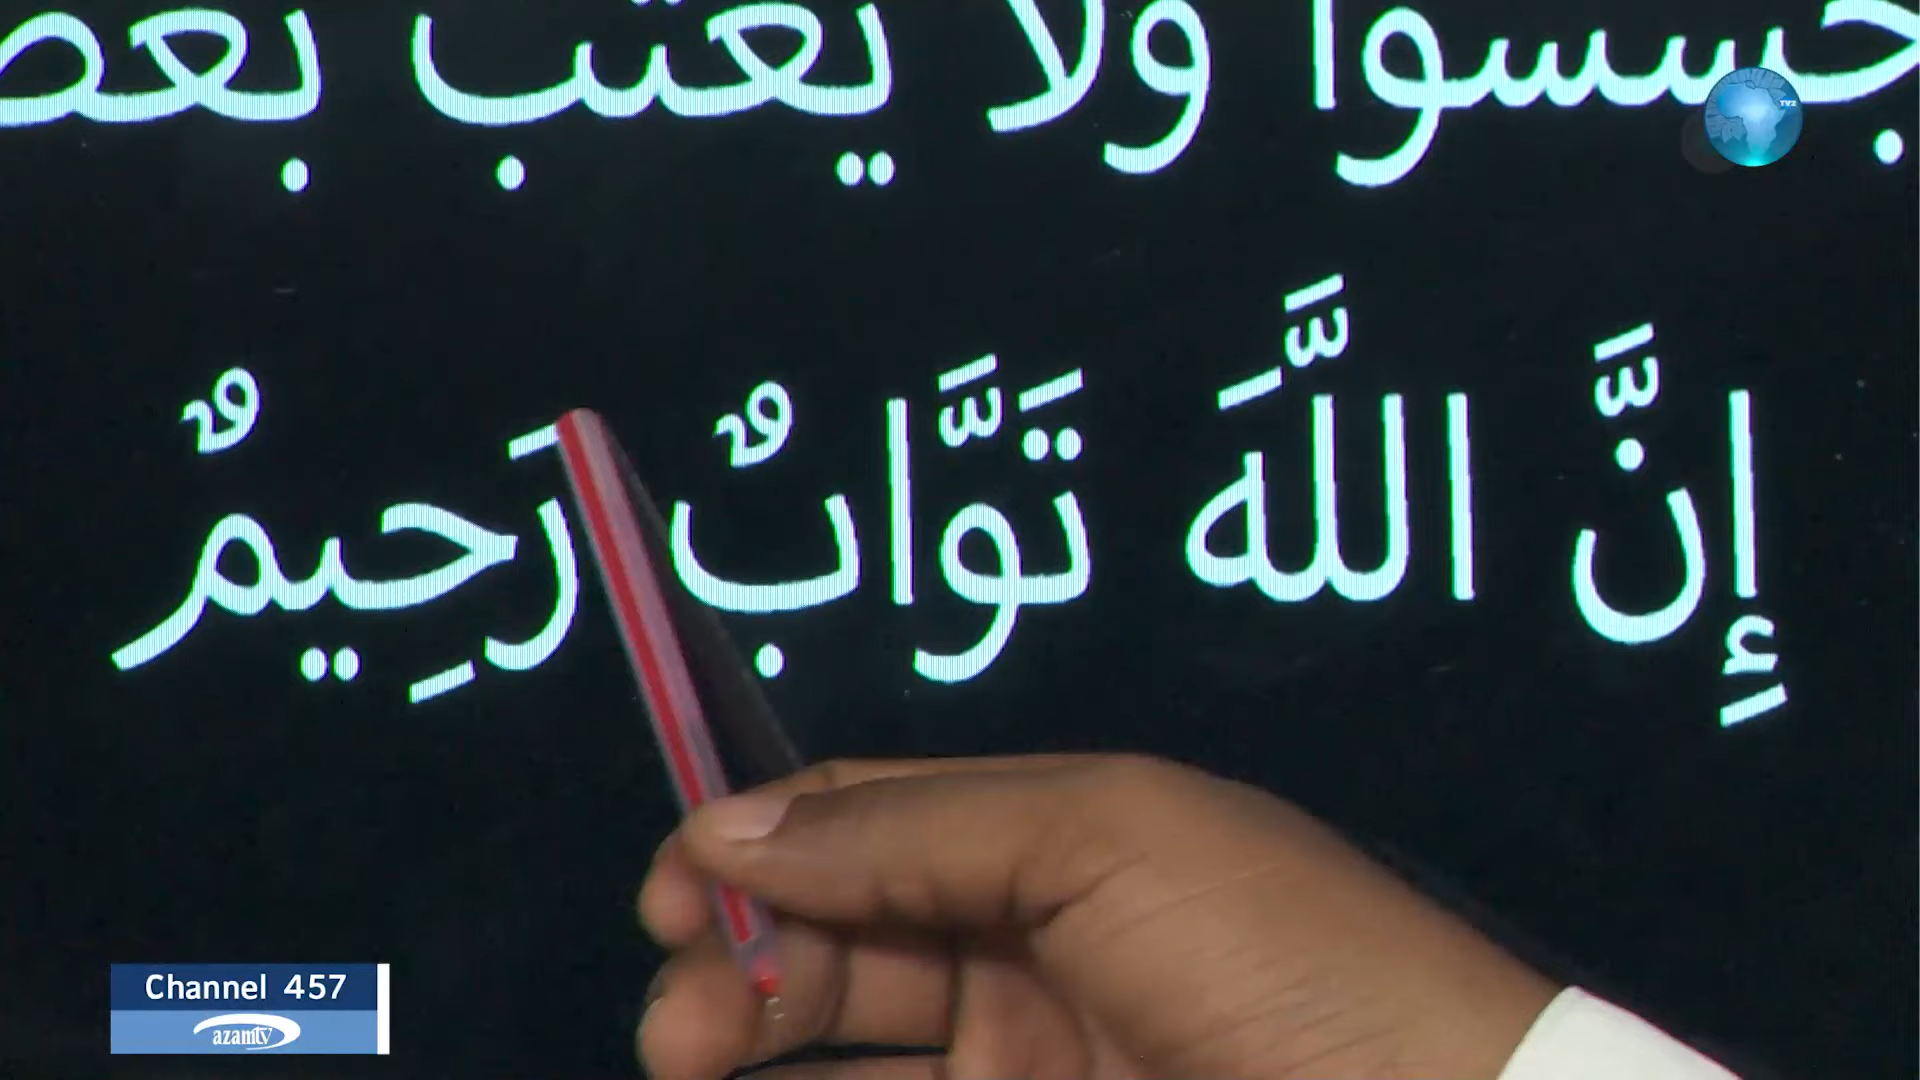 جسسوا ولا يغتب بعض
إِنَّ اللَّهَ تَوَّابٌ رَحِيمٌ
Channel 457
azamtv